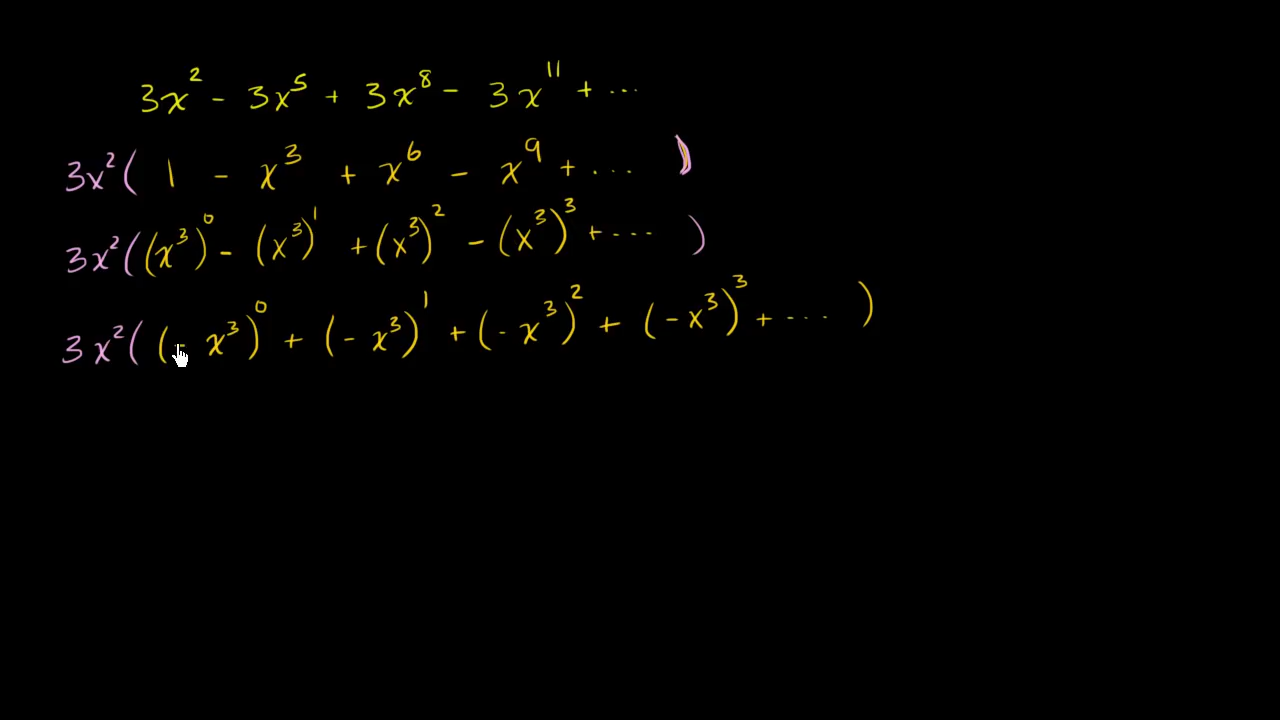 3x² - 3x⁵ + 3x⁸ - 3x¹¹ + ...
3x²( 1 - x³ + x⁶ - x⁹ + ... )
3x²((x³)⁰ - (x³)¹ + (x³)² - (x³)³ + ... )
3x²((- x³)⁰ + (- x³)¹ + (- x³)² + (- x³)³ + ... )